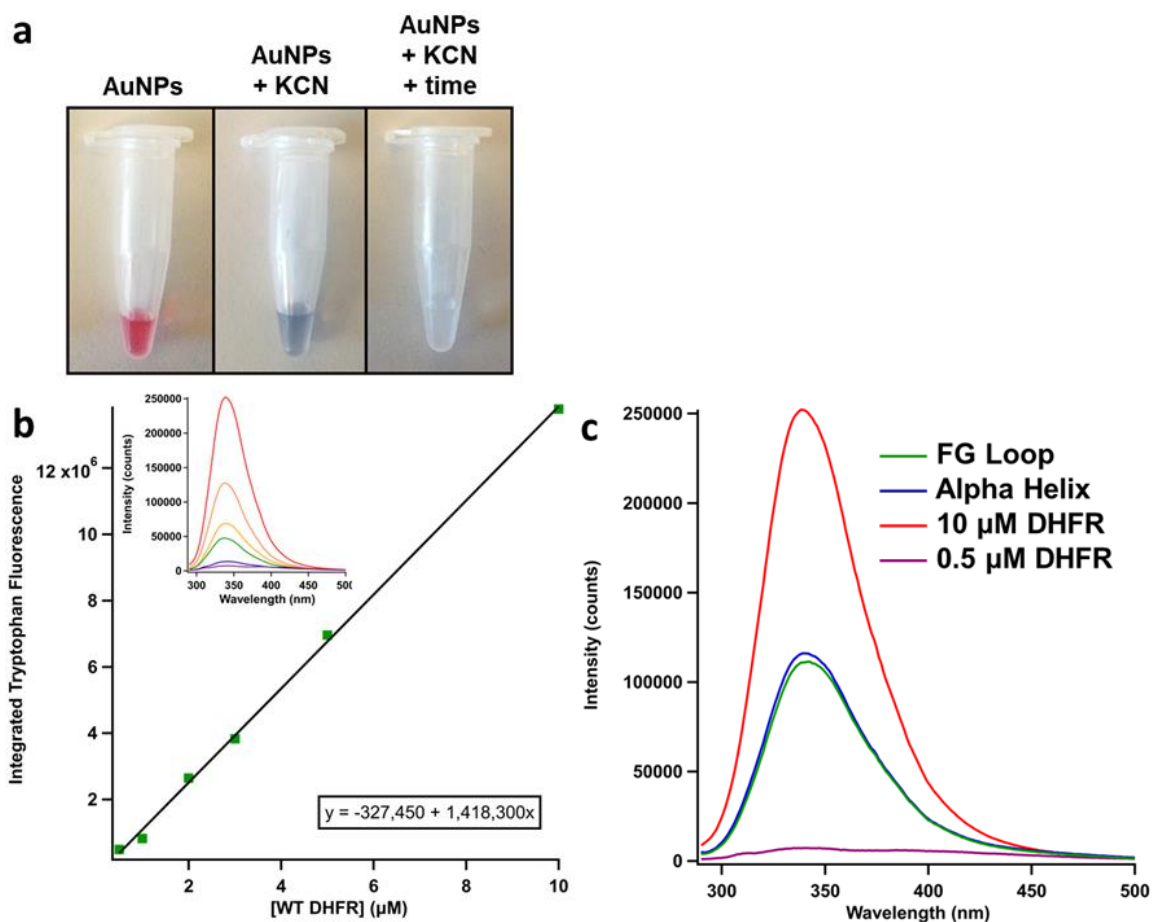 a
AuNPs
AuNPs
+ KCN
AuNPs
+ KCN
+ time
b
12 x10⁶
10
8
6
4
2
Integrated Tryptophan Fluorescence
2
4
6
8
10
[WT DHFR] (µM)
y = -327,450 + 1,418,300x
250000
200000
150000
100000
50000
0
Intensity (counts)
300
350
400
450
Wavelength (nm)
c
250000
200000
150000
100000
50000
0
Intensity (counts)
300
350
400
450
500
Wavelength (nm)
FG Loop
Alpha Helix
10 µM DHFR
0.5 µM DHFR